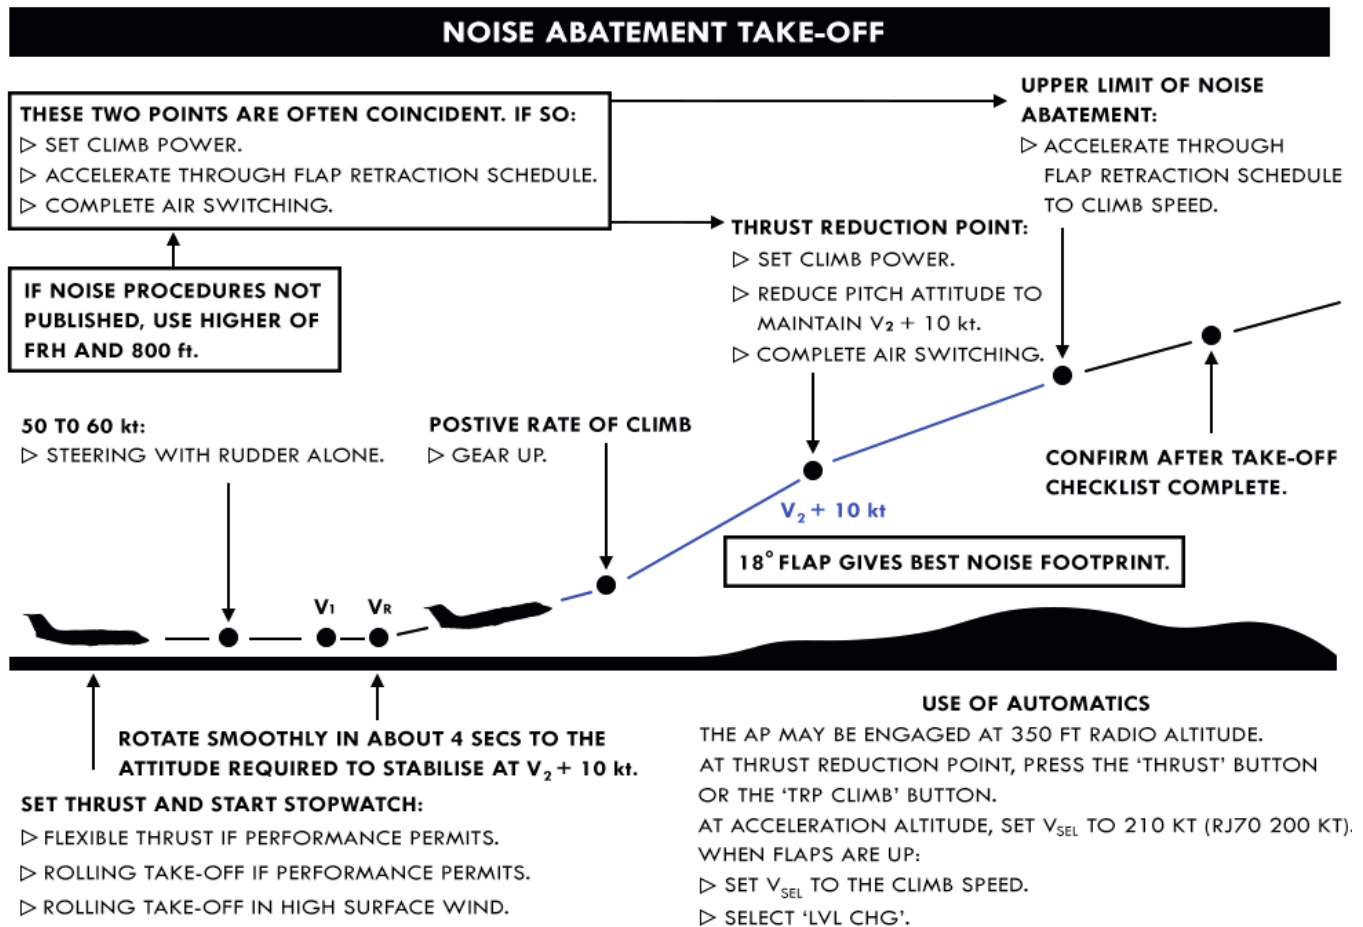 NOISE ABATEMENT TAKE-OFF
THESE TWO POINTS ARE OFTEN COINCIDENT. IF SO:
▷ SET CLIMB POWER.
▷ ACCELERATE THROUGH FLAP RETRACTION SCHEDULE.
▷ COMPLETE AIR SWITCHING.
UPPER LIMIT OF NOISE
ABATEMENT:
▷ ACCELERATE THROUGH
FLAP RETRACTION SCHEDULE
TO CLIMB SPEED.
THRUST REDUCTION POINT:
▷ SET CLIMB POWER.
▷ REDUCE PITCH ATTITUDE TO
MAINTAIN V2 + 10 kt.
▷ COMPLETE AIR SWITCHING.
IF NOISE PROCEDURES NOT
PUBLISHED, USE HIGHER OF
FRH AND 800 ft.
50 T0 60 kt:
▷ STEERING WITH RUDDER ALONE.
POSTIVE RATE OF CLIMB
▷ GEAR UP.
CONFIRM AFTER TAKE-OFF
CHECKLIST COMPLETE.
V2 + 10 kt
18° FLAP GIVES BEST NOISE FOOTPRINT.
V1
VR
ROTATE SMOOTHLY IN ABOUT 4 SECS TO THE
ATTITUDE REQUIRED TO STABILISE AT V2 + 10 kt.
SET THRUST AND START STOPWATCH:
▷ FLEXIBLE THRUST IF PERFORMANCE PERMITS.
▷ ROLLING TAKE-OFF IF PERFORMANCE PERMITS.
▷ ROLLING TAKE-OFF IN HIGH SURFACE WIND.
USE OF AUTOMATICS
THE AP MAY BE ENGAGED AT 350 FT RADIO ALTITUDE.
AT THRUST REDUCTION POINT, PRESS THE ‘THRUST’ BUTTON
OR THE ‘TRP CLIMB’ BUTTON.
AT ACCELERATION ALTITUDE, SET VSEL TO 210 KT (RJ70 200 KT).
WHEN FLAPS ARE UP:
▷ SET VSEL TO THE CLIMB SPEED.
▷ SELECT ‘LVL CHG’.